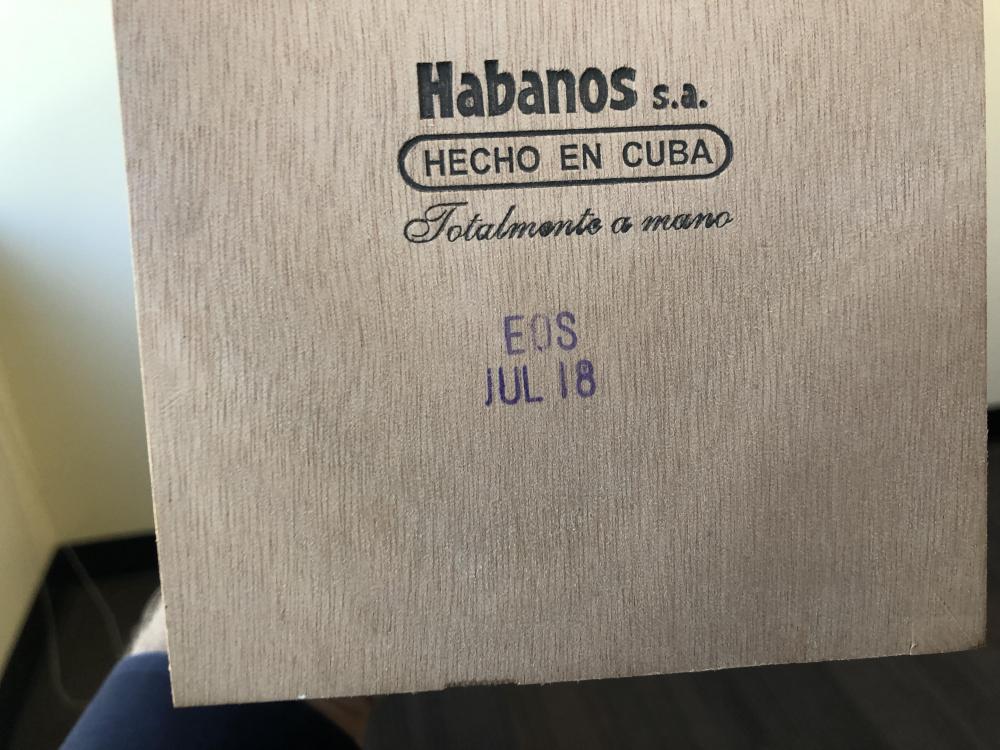 Habanos s.a.
HECHO EN CUBA
Totalmente a mano
EOS
JUL 18